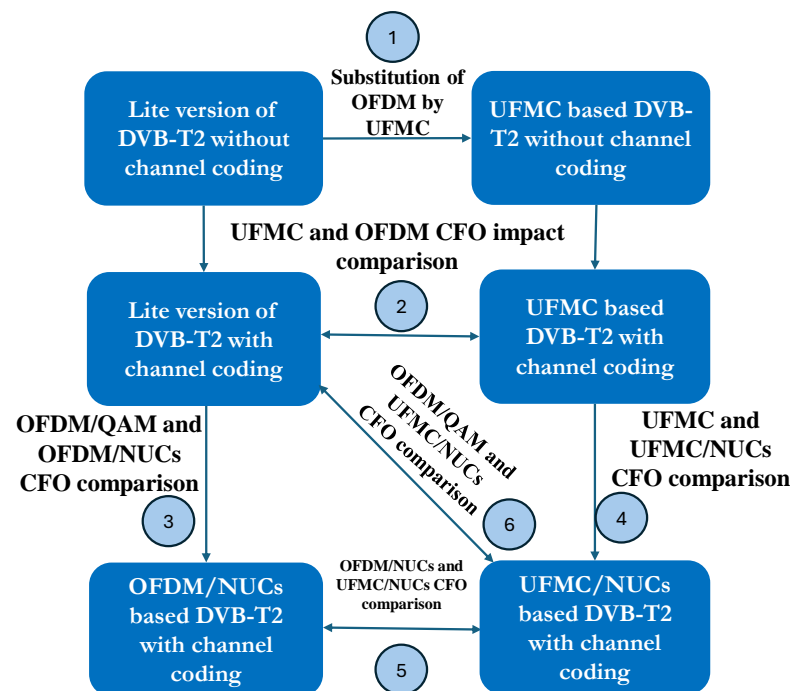 1
Substitution of
OFDM by
UFMC
Lite version of
DVB-T2 without
channel coding
UFMC based DVB-
T2 without channel
coding
UFMC and OFDM CFO impact
comparison
Lite version of
DVB-T2 with
channel coding
2
UFMC based
DVB-T2 with
channel coding
OFDM/QAM and
OFDM/NUCs
CFO comparison
OFDM/QAM and
UFMC/NUCs
CFO comparison
UFMC and
UFMC/NUCs
CFO comparison
3
6
4
OFDM/NUCs
based DVB-T2
with channel
coding
OFDM/NUCs and
UFMC/NUCs CFO
comparison
UFMC/NUCs
based DVB-T2
with channel
coding
5